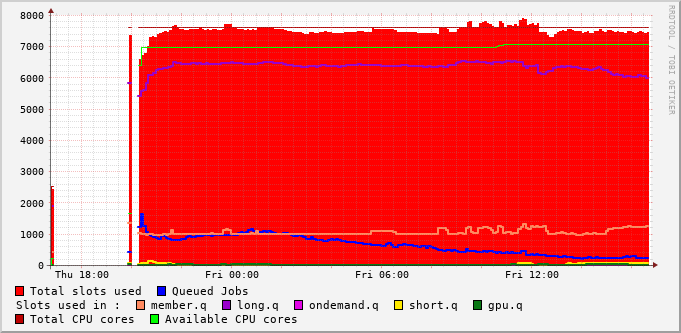 8000
7000
6000
5000
4000
3000
2000
1000
0
Thu 18:00 Fri 00:00 Fri 06:00 Fri 12:00
RRDTOOL / TOBI OETIKER
Total slots used Queued Jobs
Slots used in : member.q long.q ondemand.q short.q gpu.q
Total CPU cores Available CPU cores